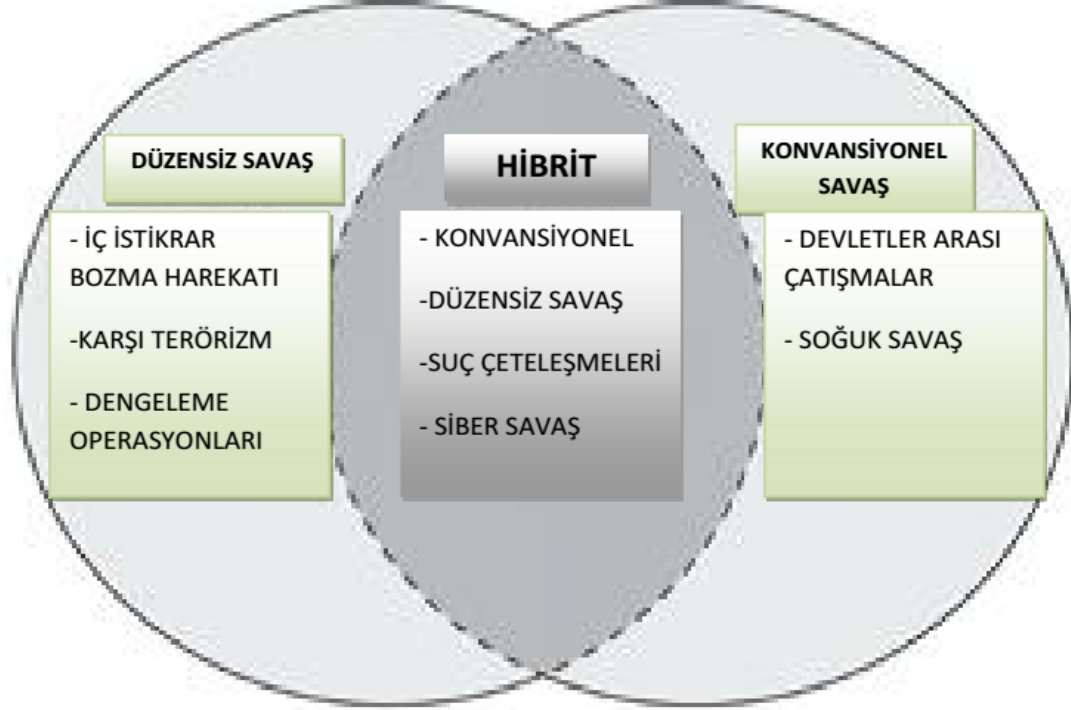 DÜZENSİZ SAVAŞ
- İÇ İSTİKRAR
BOZMA HAREKATI
-KARŞI TERÖRİZM
- DENGELEME
OPERASYONLARI
HİBRİT
- KONVANSİYONEL
-DÜZENSİZ SAVAŞ
-SUÇ ÇETELEŞMELERİ
- SİBER SAVAŞ
KONVANSİYONEL
SAVAŞ
- DEVLETLER ARASI
ÇATIŞMALAR
- SOĞUK SAVAŞ